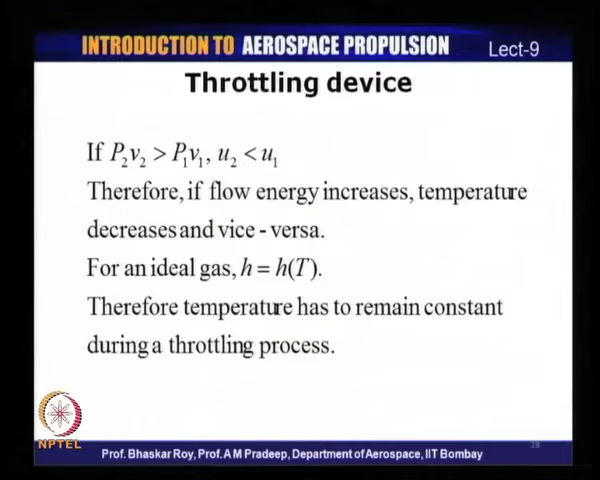 INTRODUCTION TO AEROSPACE PROPULSION Lect-9
Throttling device
If P₂v₂ > P₁v₁, u₂ < u₁
Therefore, if flow energy increases, temperature
decreases and vice - versa.
For an ideal gas, h = h(T).
Therefore temperature has to remain constant
during a throttling process.
NPTEL
Prof. Bhaskar Roy, Prof. A M Pradeep, Department of Aerospace, IIT Bombay
28